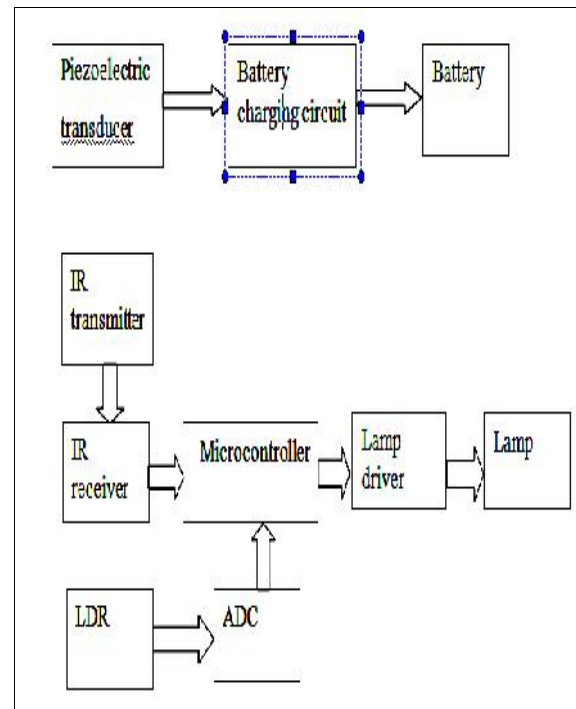 Piezoelectric
transducer
Battery
charging circuit
Battery
IR
transmitter
IR
receiver
Microcontroller
Lamp
driver
Lamp
LDR
ADC